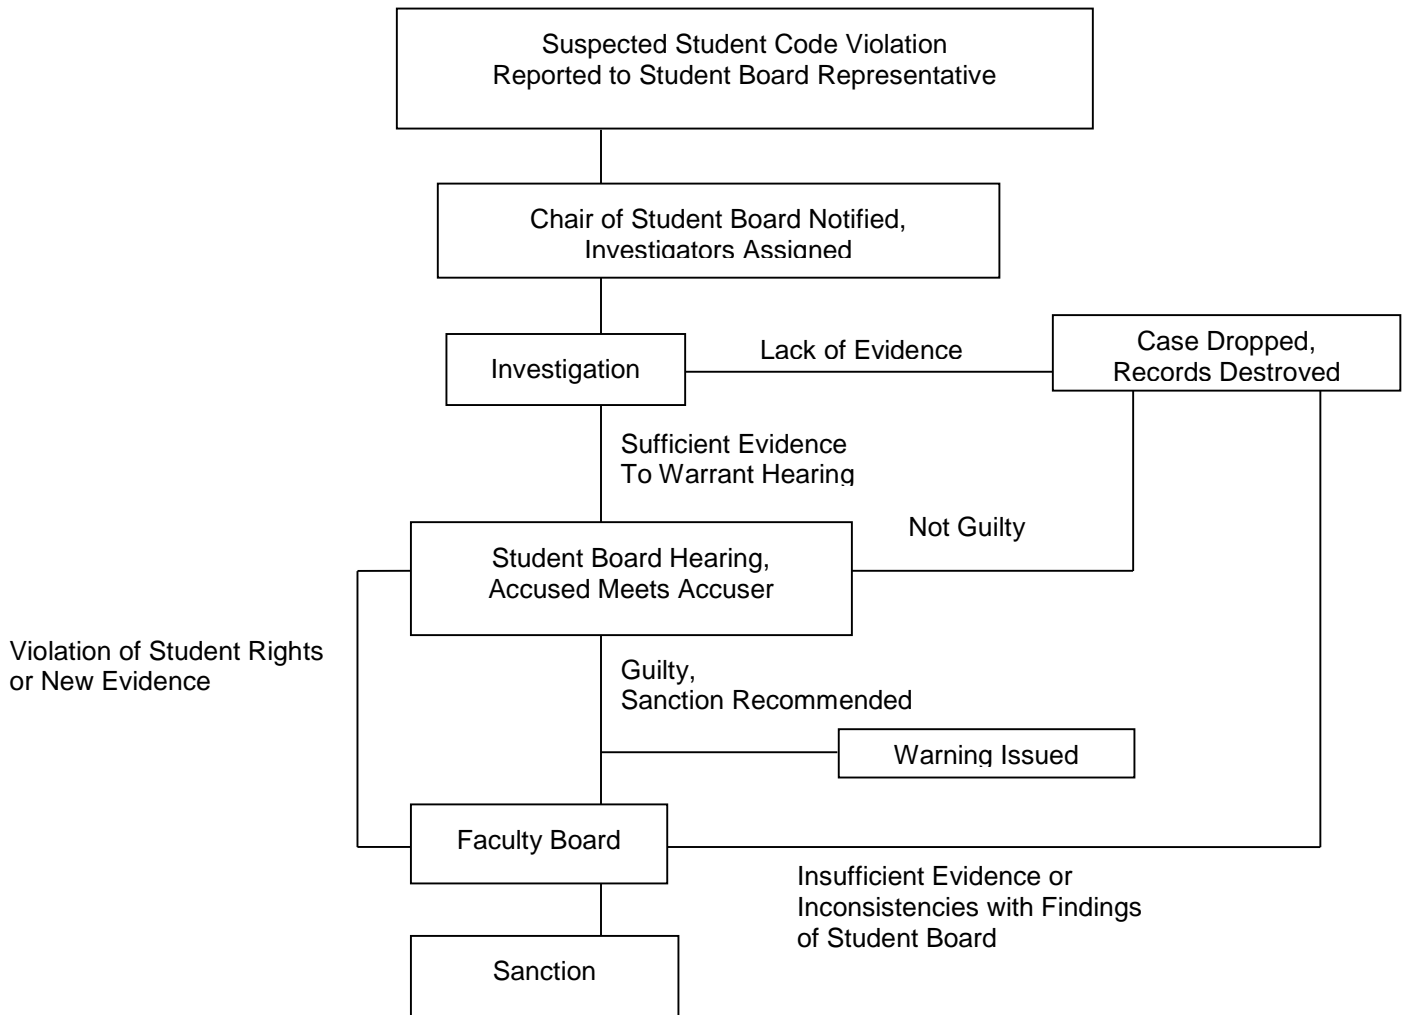 Suspected Student Code Violation
Reported to Student Board Representative
Chair of Student Board Notified,
Investigators Assigned
Investigation
Lack of Evidence
Case Dropped,
Records Destroyed
Sufficient Evidence
To Warrant Hearing
Not Guilty
Student Board Hearing,
Accused Meets Accuser
Violation of Student Rights
or New Evidence
Guilty,
Sanction Recommended
Warning Issued
Faculty Board
Insufficient Evidence or
Inconsistencies with Findings
of Student Board
Sanction